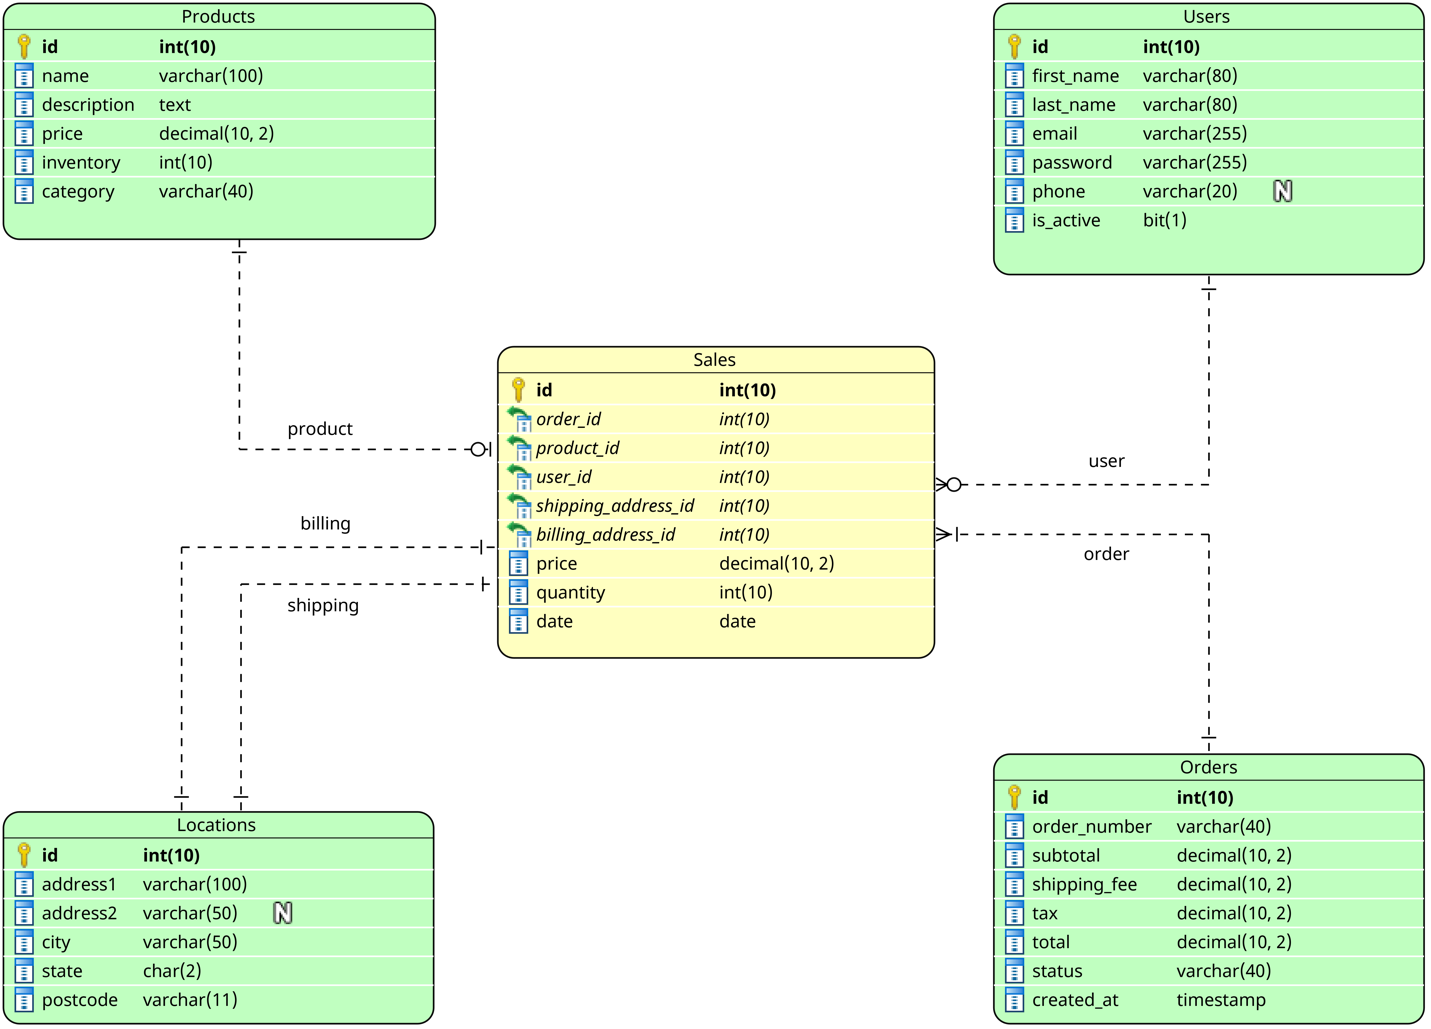 Products
id int(10)
name varchar(100)
description text
price decimal(10, 2)
inventory int(10)
category varchar(40)
Users
id int(10)
first_name varchar(80)
last_name varchar(80)
email varchar(255)
password varchar(255)
phone varchar(20) N
is_active bit(1)
Sales
id int(10)
order_id int(10)
product_id int(10)
user_id int(10)
shipping_address_id int(10)
billing_address_id int(10)
price decimal(10, 2)
quantity int(10)
date date
product
user
billing
order
shipping
Locations
id int(10)
address1 varchar(100)
address2 varchar(50) N
city varchar(50)
state char(2)
postcode varchar(11)
Orders
id int(10)
order_number varchar(40)
subtotal decimal(10, 2)
shipping_fee decimal(10, 2)
tax decimal(10, 2)
total decimal(10, 2)
status varchar(40)
created_at timestamp